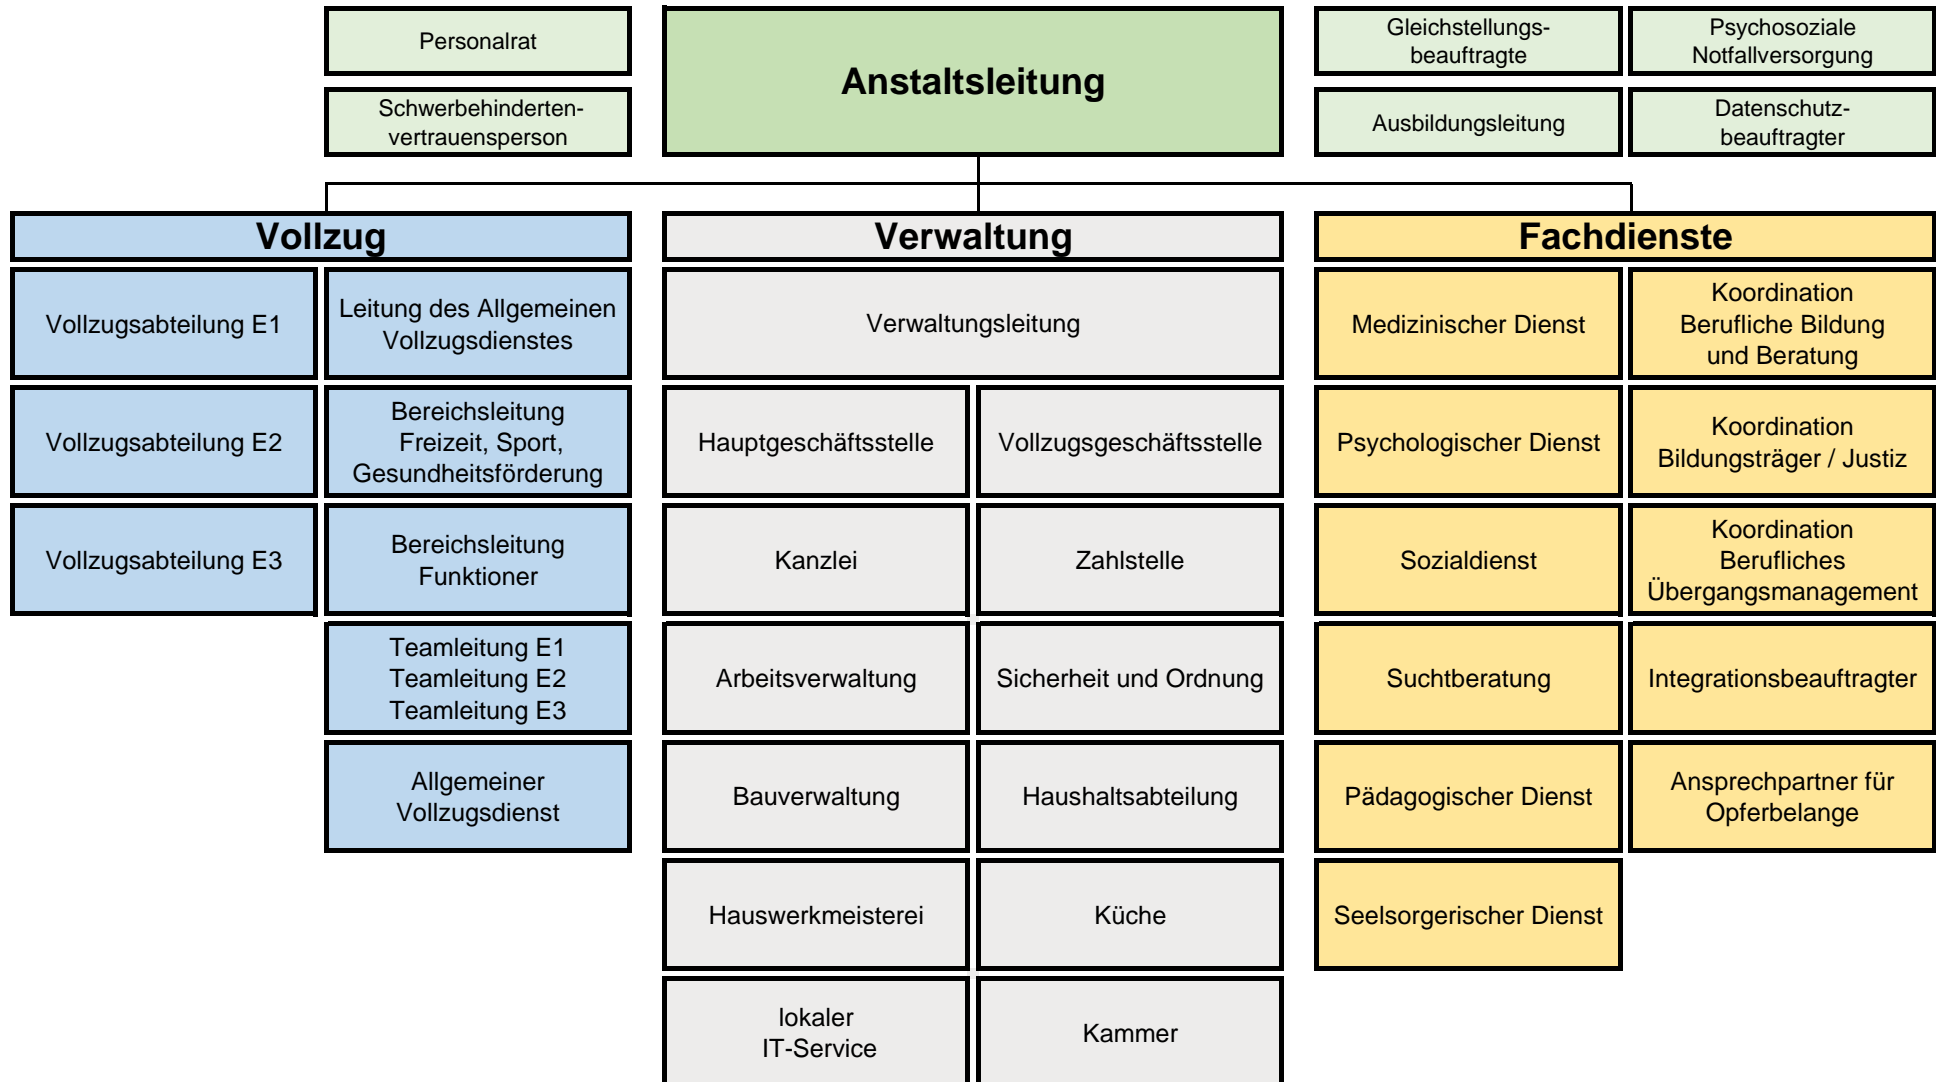 Personalrat
Schwerbehinderten-
vertrauensperson
Anstaltsleitung
Gleichstellungs-
beauftragte
Psychosoziale
Notfallversorgung
Ausbildungsleitung
Datenschutz-
beauftragter
Vollzug
Vollzugsabteilung E1
Leitung des Allgemeinen
Vollzugsdienstes
Vollzugsabteilung E2
Bereichsleitung
Freizeit, Sport,
Gesundheitsförderung
Vollzugsabteilung E3
Bereichsleitung
Funktioner
Teamleitung E1
Teamleitung E2
Teamleitung E3
Allgemeiner
Vollzugsdienst
Verwaltung
Verwaltungsleitung
Hauptgeschäftsstelle
Vollzugsgeschäftsstelle
Kanzlei
Zahlstelle
Arbeitsverwaltung
Sicherheit und Ordnung
Bauverwaltung
Haushaltsabteilung
Hauswerkmeisterei
Küche
lokaler
IT-Service
Kammer
Fachdienste
Medizinischer Dienst
Koordination
Berufliche Bildung
und Beratung
Psychologischer Dienst
Koordination
Bildungsträger / Justiz
Sozialdienst
Koordination
Berufliches
Übergangsmanagement
Suchtberatung
Integrationsbeauftragter
Pädagogischer Dienst
Ansprechpartner für
Opferbelange
Seelsorgerischer Dienst